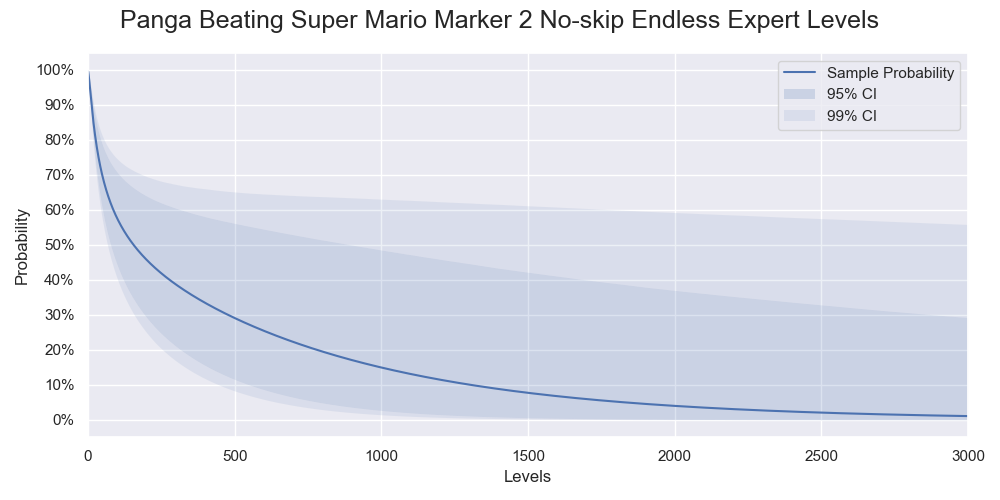 Panga Beating Super Mario Marker 2 No-skip Endless Expert Levels
100%
90%
80%
70%
60%
50%
40%
30%
20%
10%
0%
Probability
Sample Probability
95% CI
99% CI
0 500 1000 1500 2000 2500 3000
Levels